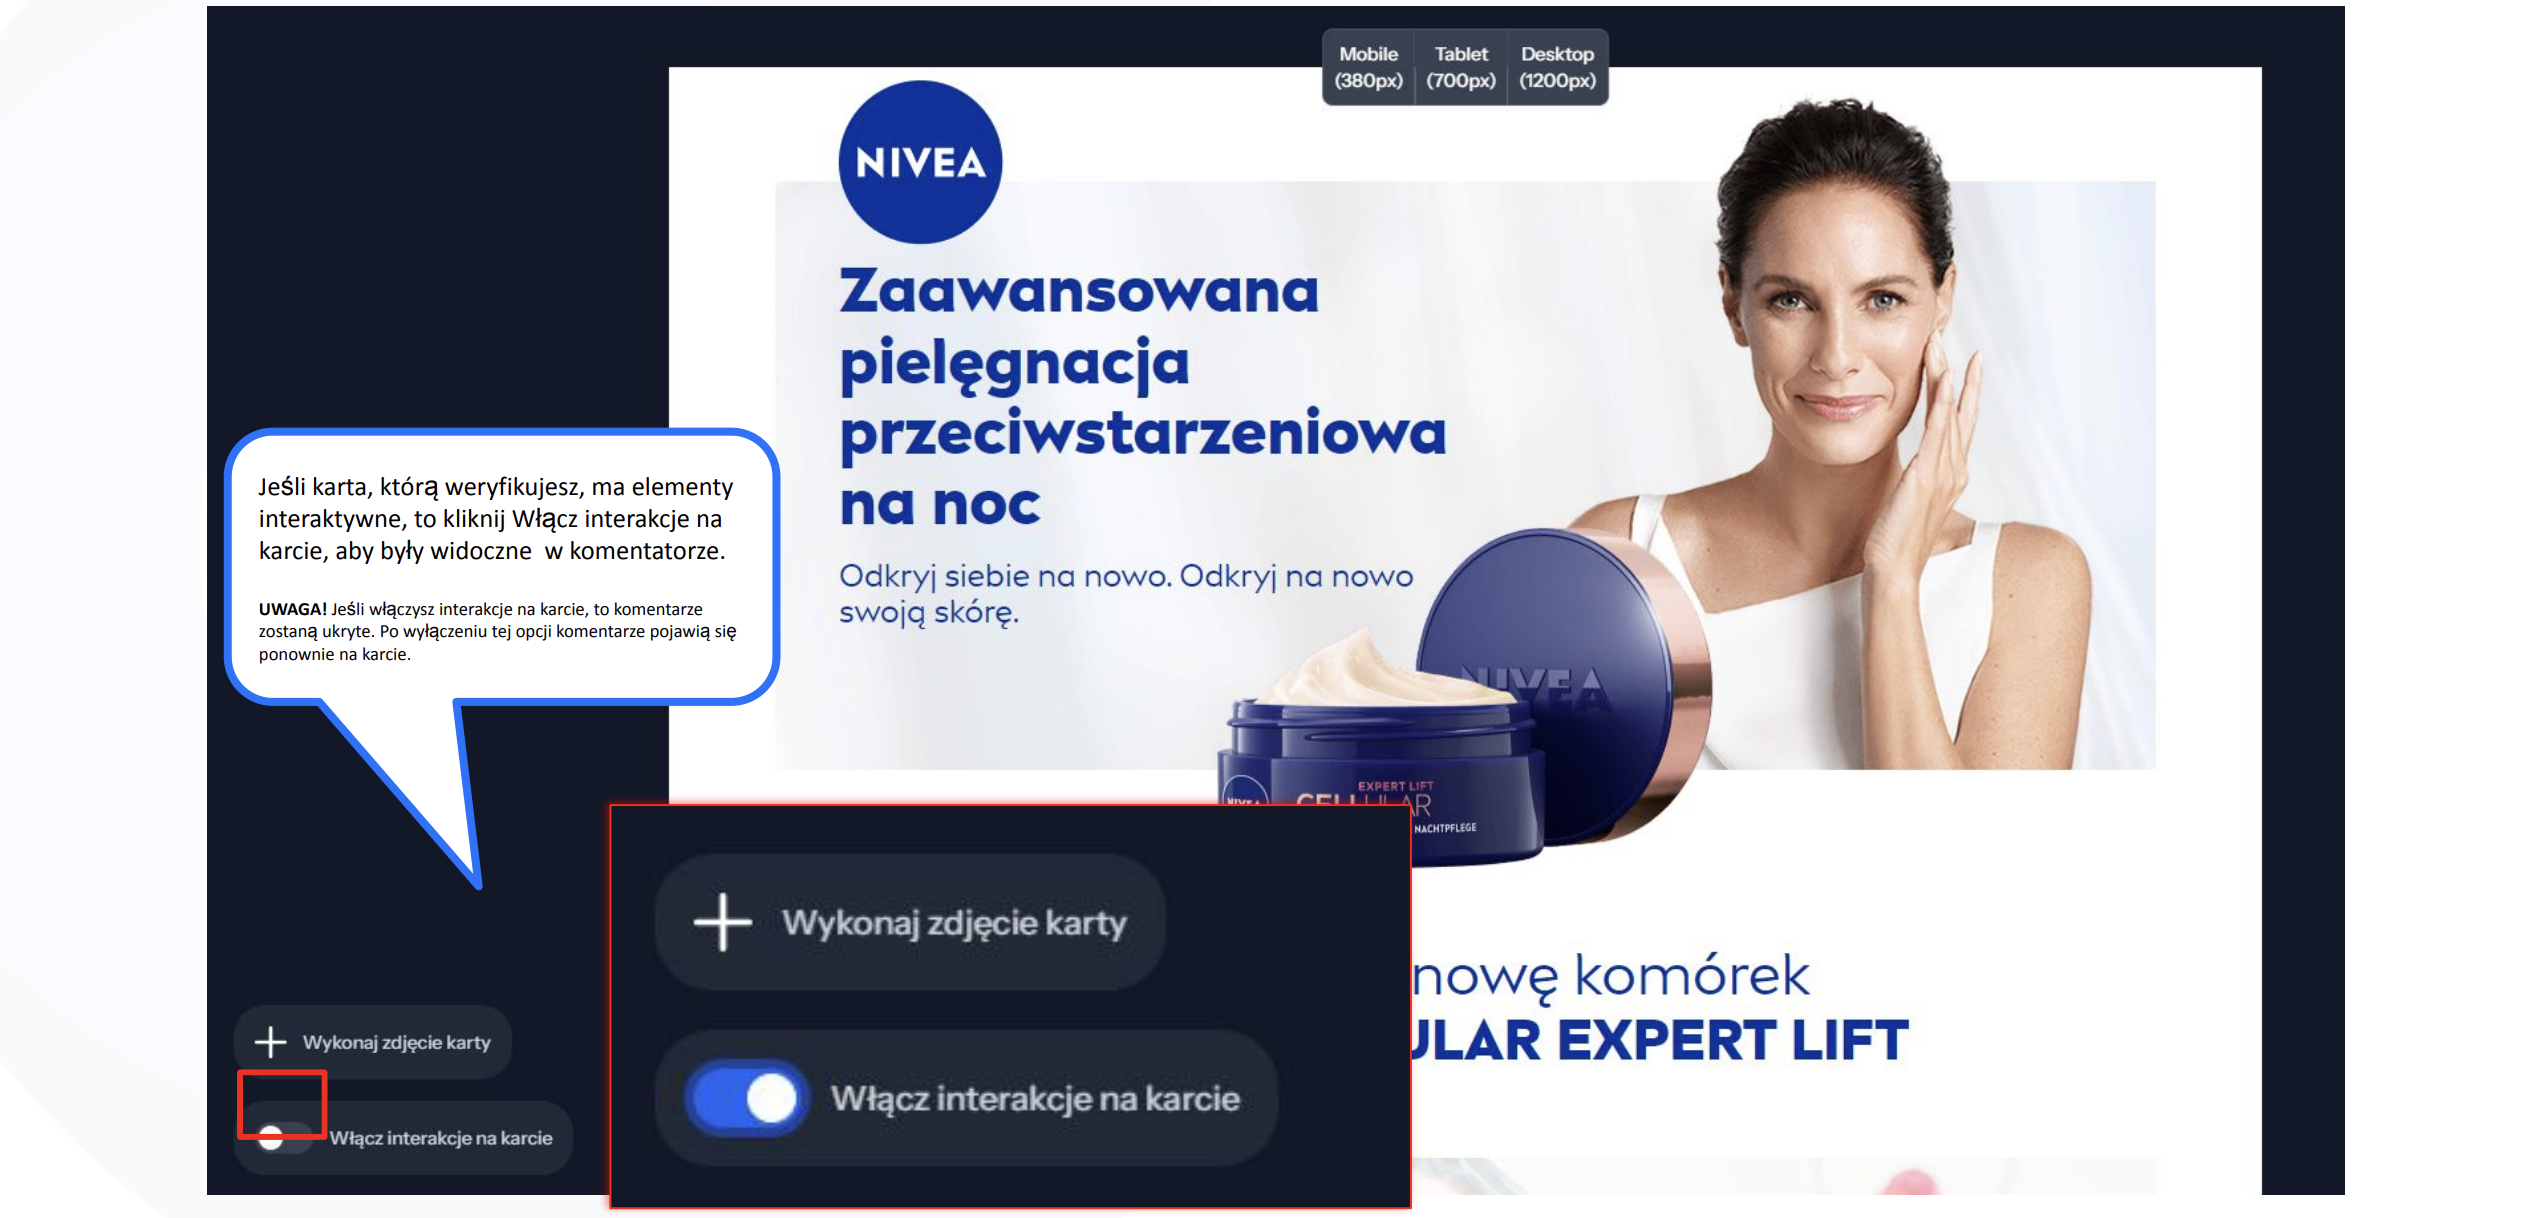 Mobile
(380px)
Tablet
(700px)
Desktop
(1200px)
NIVEA
Zaawansowana
pielęgnacja
przeciwstarzeniowa
na noc
Odkryj siebie na nowo. Odkryj na nowo
swoją skórę.
Jeśli karta, którą weryfikujesz, ma elementy
interaktywne, to kliknij Włącz interakcje na
karcie, aby były widoczne w komentatorze.
UWAGA! Jeśli włączysz interakcje na karcie, to komentarze
zostaną ukryte. Po wyłączeniu tej opcji komentarze pojawią się
ponownie na karcie.
NIVEA
NIVEA
EXPERT LIFT
CELLULAR
NACHTPFLEGE
Wykonaj zdjęcie karty
Włącz interakcje na karcie
nowę komórek
ULAR EXPERT LIFT
Wykonaj zdjęcie karty
Włącz interakcje na karcie